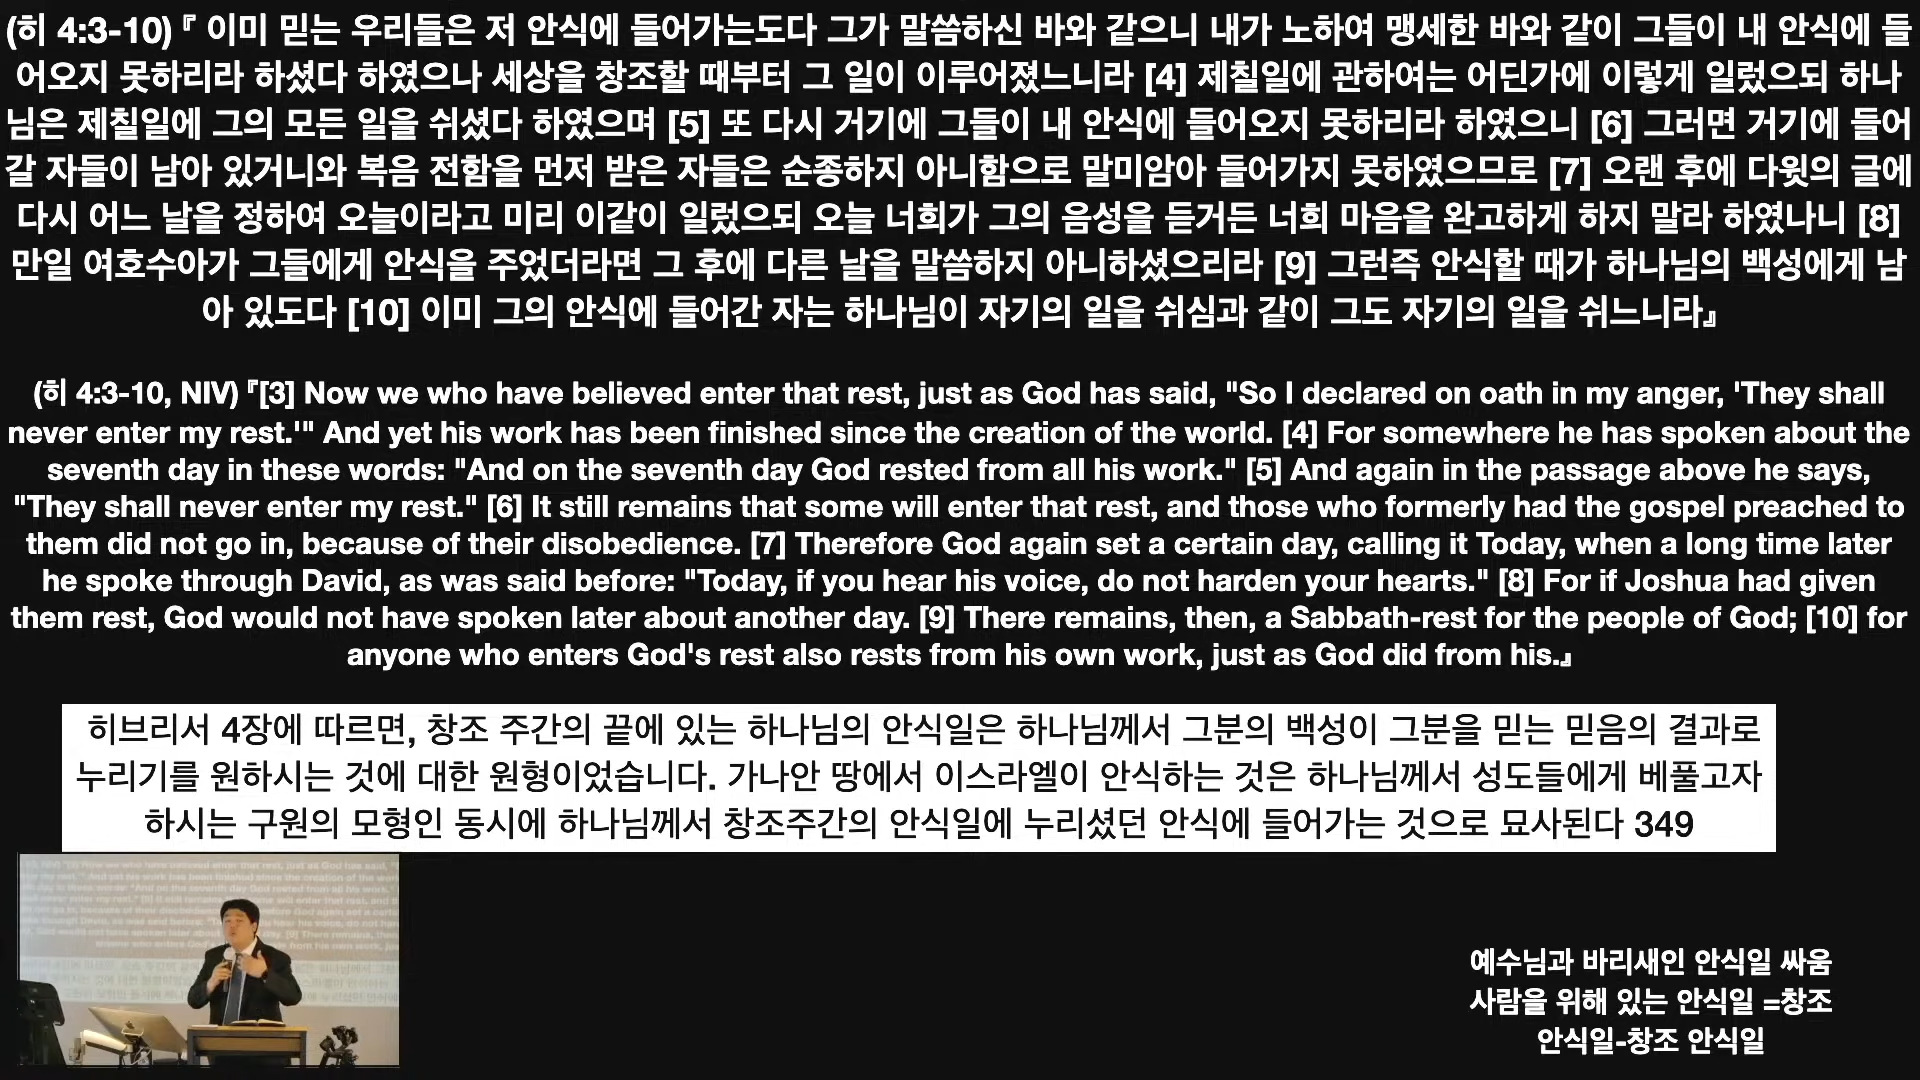 (히 4:3-10)『 이미 믿는 우리들은 저 안식에 들어가는도다 그가 말씀하신 바와 같으니 내가 노하여 맹세한 바와 같이 그들이 내 안식에 들
어오지 못하리라 하셨다 하였으나 세상을 창조할 때부터 그 일이 이루어졌느니라 [4] 제칠일에 관하여는 어딘가에 이렇게 일렀으되 하나
님은 제칠일에 그의 모든 일을 쉬셨다 하였으며 [5] 또 다시 거기에 그들이 내 안식에 들어오지 못하리라 하였으니 [6] 그러면 거기에 들어
갈 자들이 남아 있거니와 복음 전함을 먼저 받은 자들은 순종하지 아니함으로 말미암아 들어가지 못하였으므로 [7] 오랜 후에 다윗의 글에
다시 어느 날을 정하여 오늘이라고 미리 이같이 일렀으되 오늘 너희가 그의 음성을 듣거든 너희 마음을 완고하게 하지 말라 하였나니 [8]
만일 여호수아가 그들에게 안식을 주었더라면 그 후에 다른 날을 말씀하지 아니하셨으리라 [9] 그런즉 안식할 때가 하나님의 백성에게 남
아 있도다 [10] 이미 그의 안식에 들어간 자는 하나님이 자기의 일을 쉬심과 같이 그도 자기의 일을 쉬느니라』
(히 4:3-10, NIV)『[3] Now we who have believed enter that rest, just as God has said, "So I declared on oath in my anger, 'They shall
never enter my rest.'" And yet his work has been finished since the creation of the world. [4] For somewhere he has spoken about the
seventh day in these words: "And on the seventh day God rested from all his work." [5] And again in the passage above he says,
"They shall never enter my rest." [6] It still remains that some will enter that rest, and those who formerly had the gospel preached to
them did not go in, because of their disobedience. [7] Therefore God again set a certain day, calling it Today, when a long time later
he spoke through David, as was said before: "Today, if you hear his voice, do not harden your hearts." [8] For if Joshua had given
them rest, God would not have spoken later about another day. [9] There remains, then, a Sabbath-rest for the people of God; [10] for
anyone who enters God's rest also rests from his own work, just as God did from his.』
히브리서 4장에 따르면, 창조 주간의 끝에 있는 하나님의 안식일은 하나님께서 그분의 백성이 그분을 믿는 믿음의 결과로
누리기를 원하시는 것에 대한 원형이었습니다. 가나안 땅에서 이스라엘이 안식하는 것은 하나님께서 성도들에게 베풀고자
하시는 구원의 모형인 동시에 하나님께서 창조주간의 안식일에 누리셨던 안식에 들어가는 것으로 묘사된다 349
예수님과 바리새인 안식일 싸움
사람을 위해 있는 안식일 =창조
안식일-창조 안식일